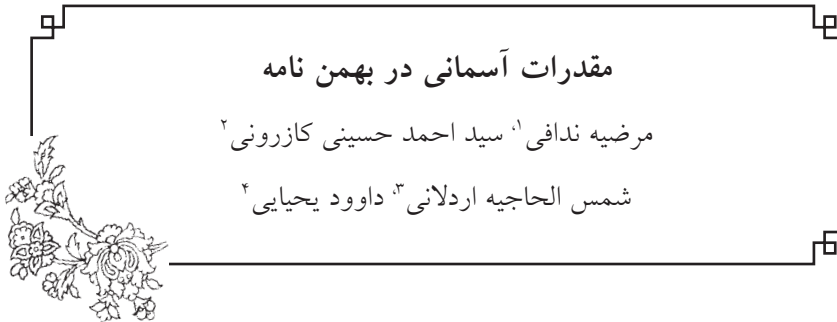 مقدرات آسمانی در بهمن نامه
مرضیه ندافی۱، سید احمد حسینی کازرونی۲
شمس الحاجیه اردلانی۳، داوود یحیایی۴